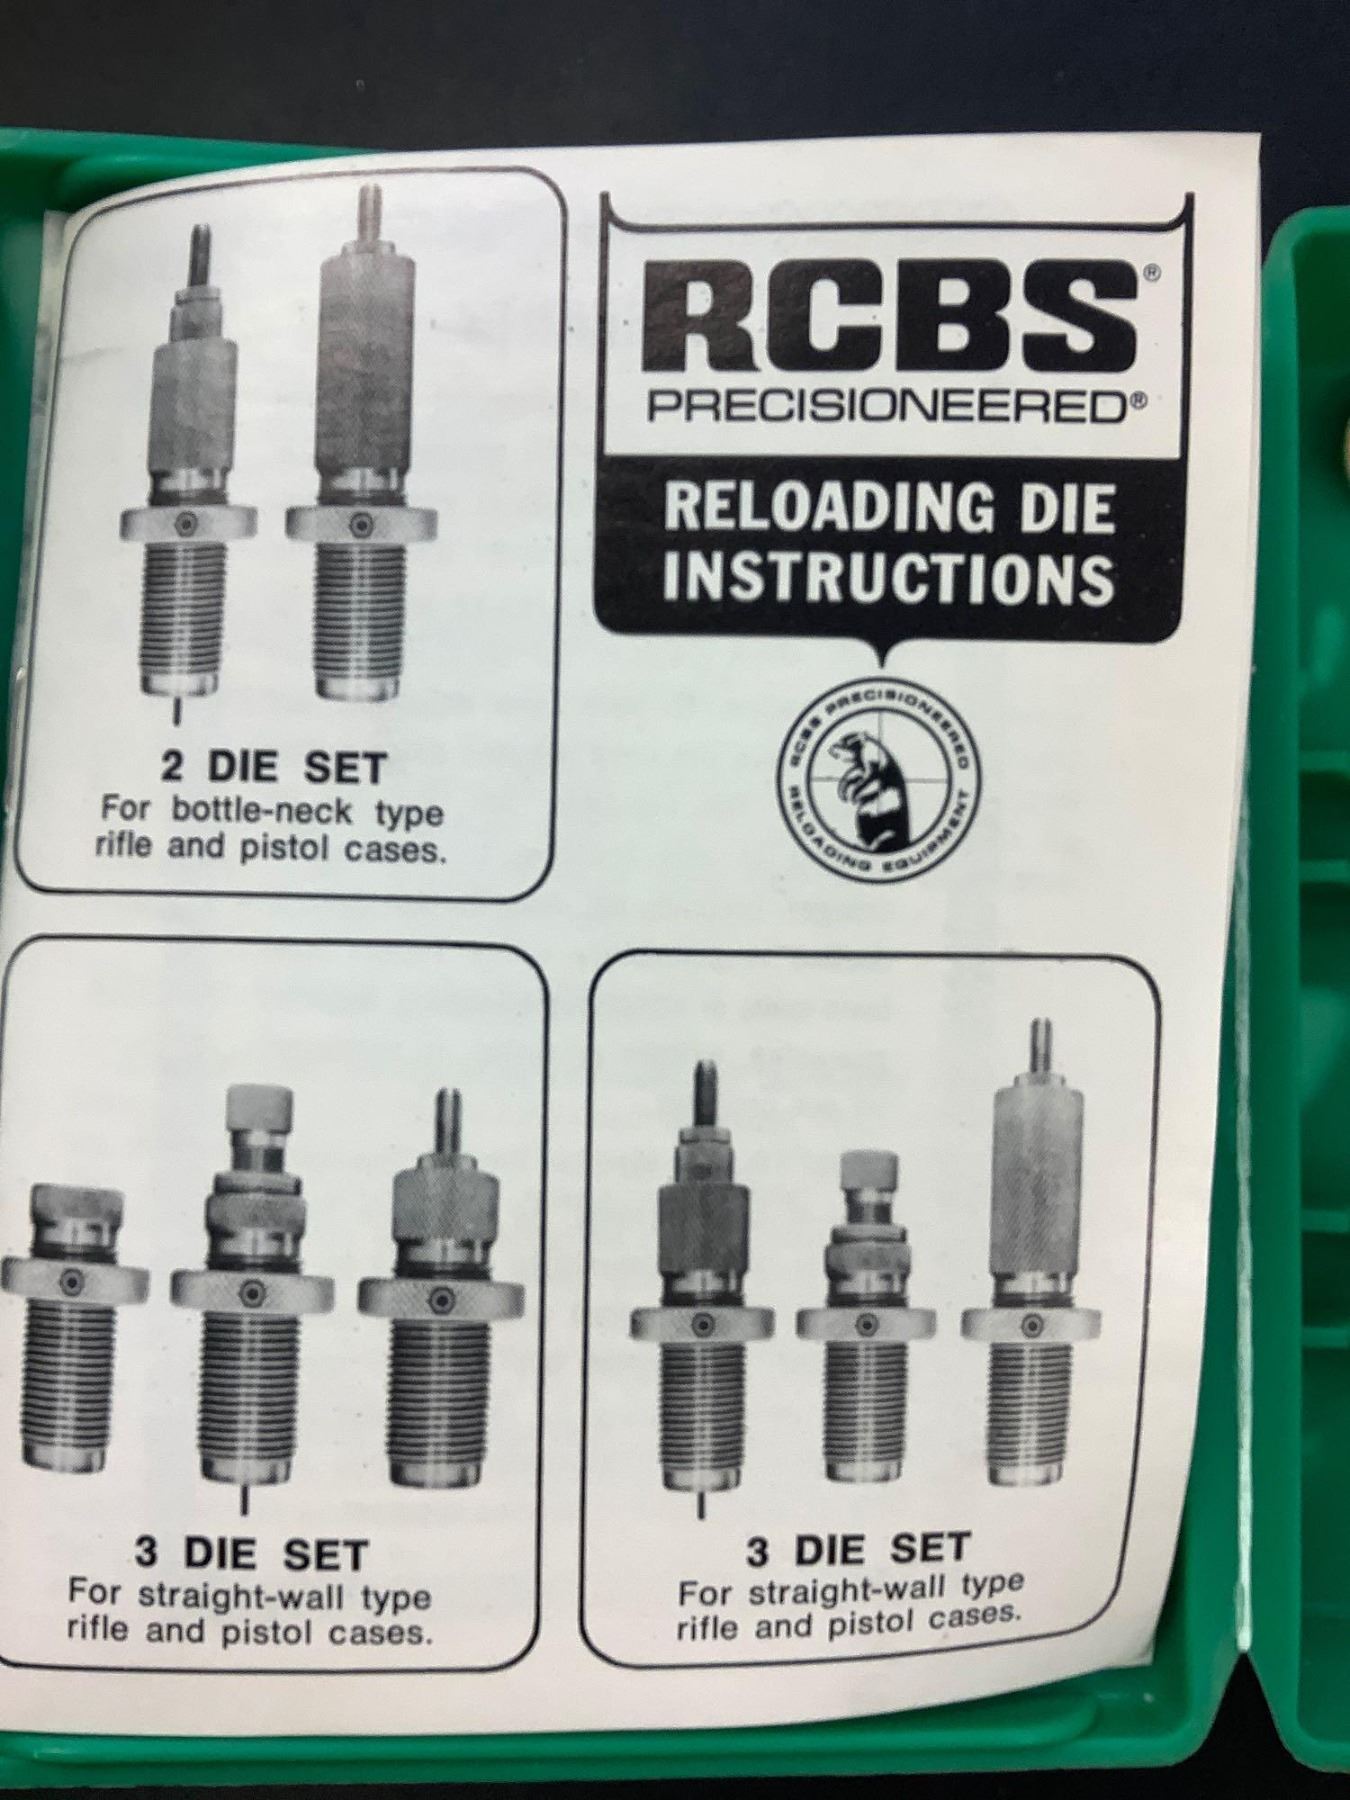 RCBS®
PRECISIONEERED®
RELOADING DIE
INSTRUCTIONS
RCBS PRECISIONEERED
RELOADING EQUIPMENT
2 DIE SET
For bottle-neck type
rifle and pistol cases.
3 DIE SET
For straight-wall type
rifle and pistol cases.
3 DIE SET
For straight-wall type
rifle and pistol cases.